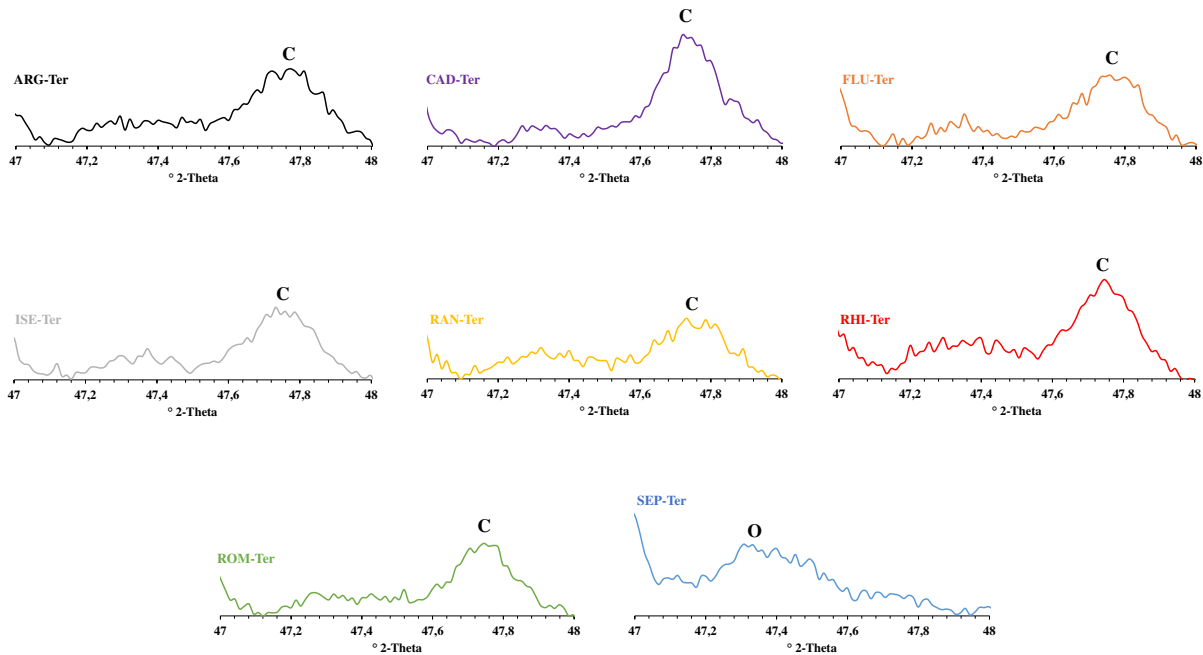 C C C
ARG-Ter CAD-Ter FLU-Ter
47 47,2 47,4 47,6 47,8 48 47 47,2 47,4 47,6 47,8 48 47 47,2 47,4 47,6 47,8 48
° 2-Theta ° 2-Theta ° 2-Theta
C C C
ISE-Ter RAN-Ter RHI-Ter
47 47,2 47,4 47,6 47,8 48 47 47,2 47,4 47,6 47,8 48 47 47,2 47,4 47,6 47,8 48
° 2-Theta ° 2-Theta ° 2-Theta
SEP-Ter
C O
ROM-Ter
47 47,2 47,4 47,6 47,8 48 47 47,2 47,4 47,6 47,8 48
° 2-Theta ° 2-Theta